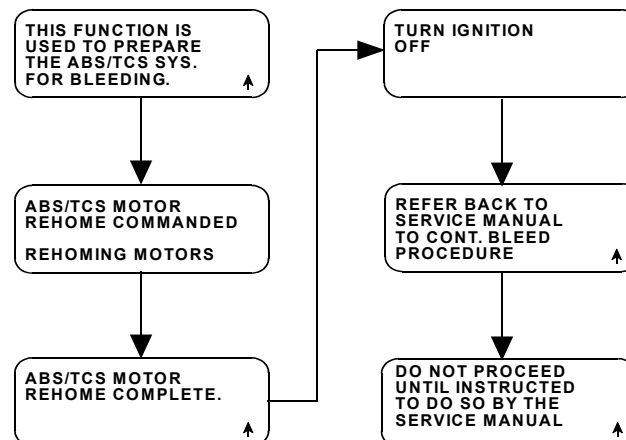 THIS FUNCTION IS
USED TO PREPARE
THE ABS/TCS SYS.
FOR BLEEDING.
ABS/TCS MOTOR
REHOME COMMANDED
REHOMING MOTORS
ABS/TCS MOTOR
REHOME COMPLETE.
TURN IGNITION
OFF
REFER BACK TO
SERVICE MANUAL
TO CONT. BLEED
PROCEDURE
DO NOT PROCEED
UNTIL INSTRUCTED
TO DO SO BY THE
SERVICE MANUAL